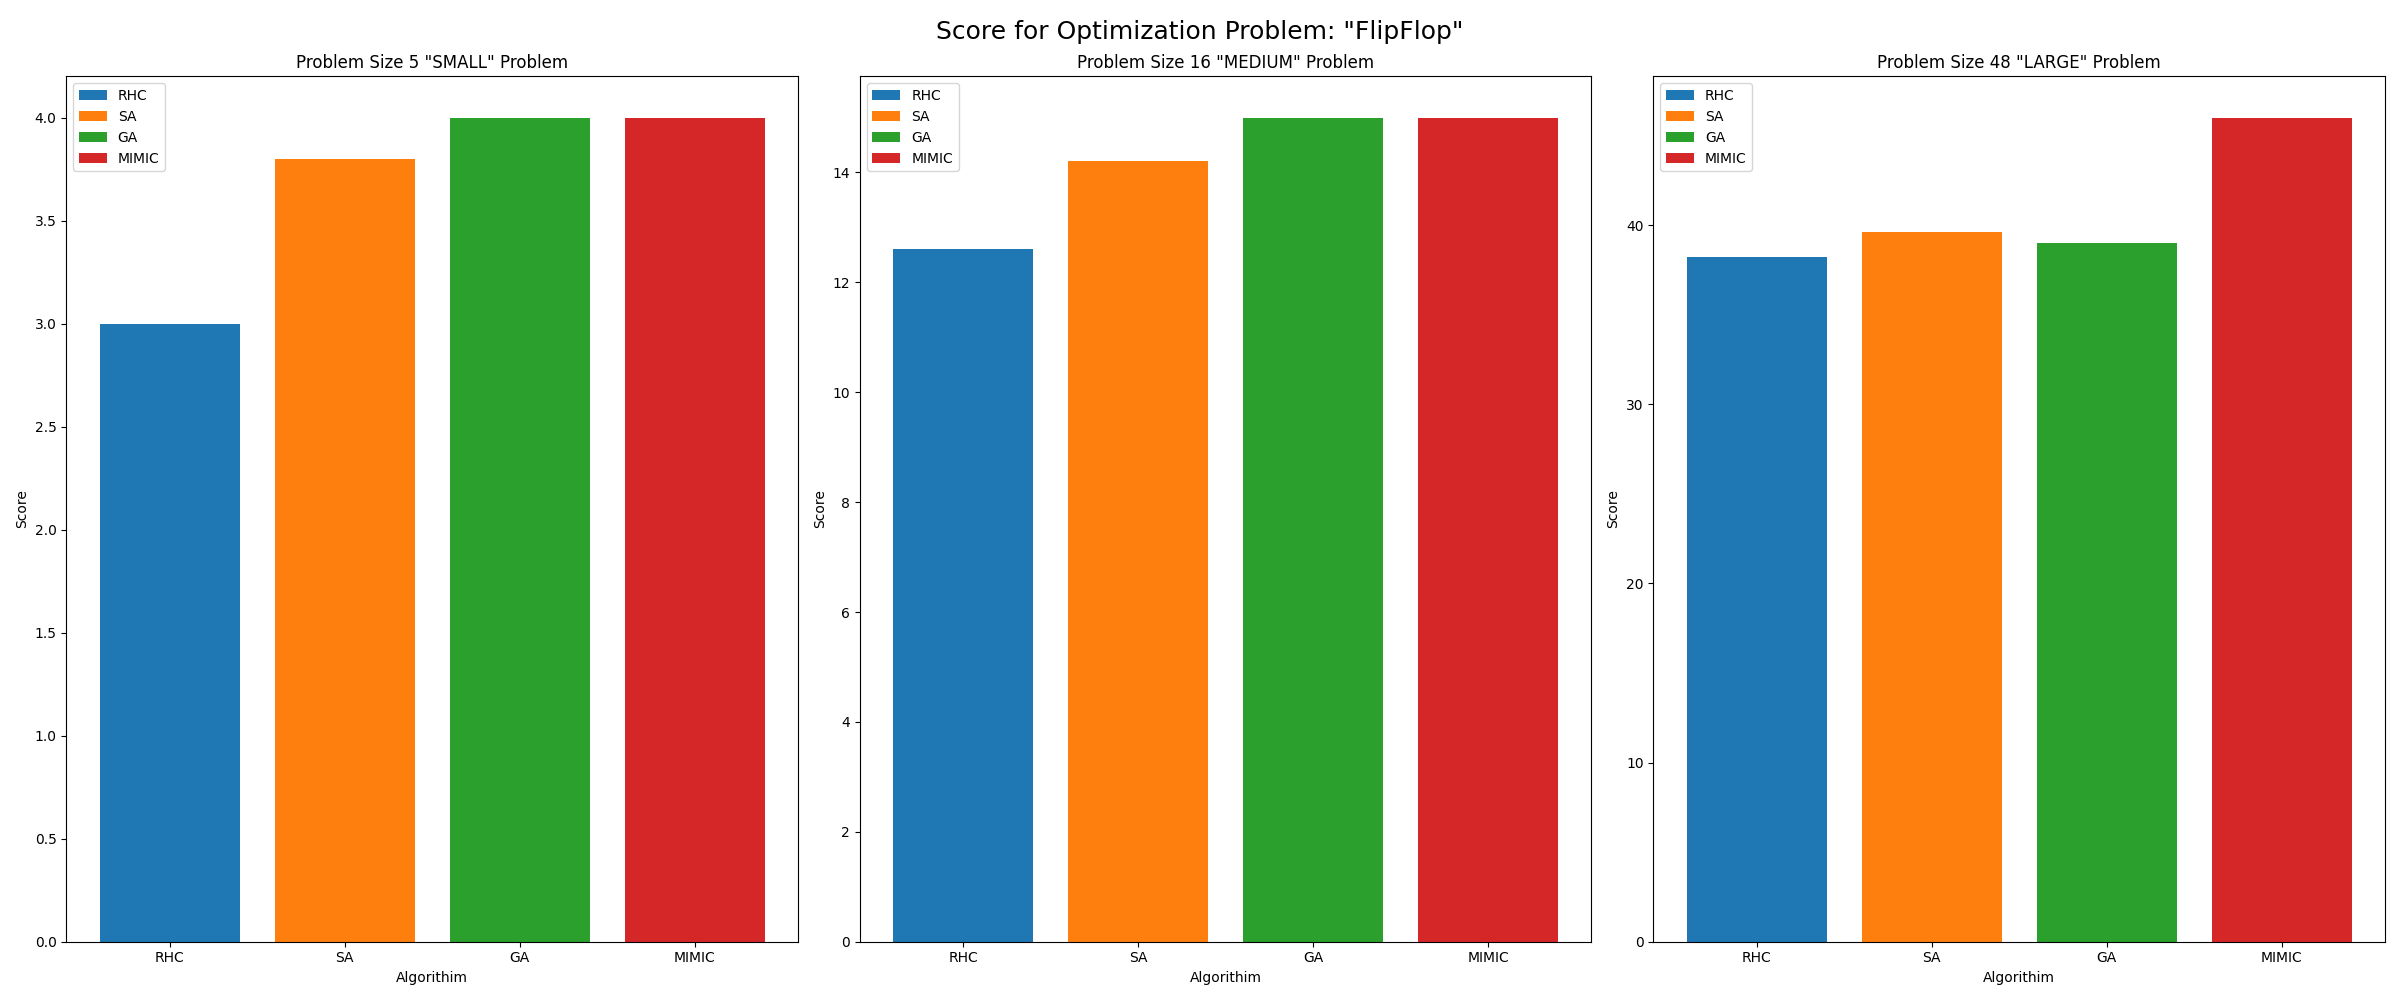 Score for Optimization Problem: "FlipFlop"
Problem Size 5 "SMALL" Problem
RHC
SA
GA
MIMIC
4.0
3.5
3.0
2.5
2.0
1.5
1.0
0.5
0.0
Score
RHC SA GA MIMIC
Algorithim
Problem Size 16 "MEDIUM" Problem
RHC
SA
GA
MIMIC
14
12
10
8
6
4
2
0
Score
RHC SA GA MIMIC
Algorithim
Problem Size 48 "LARGE" Problem
RHC
SA
GA
MIMIC
40
30
20
10
0
Score
RHC SA GA MIMIC
Algorithim